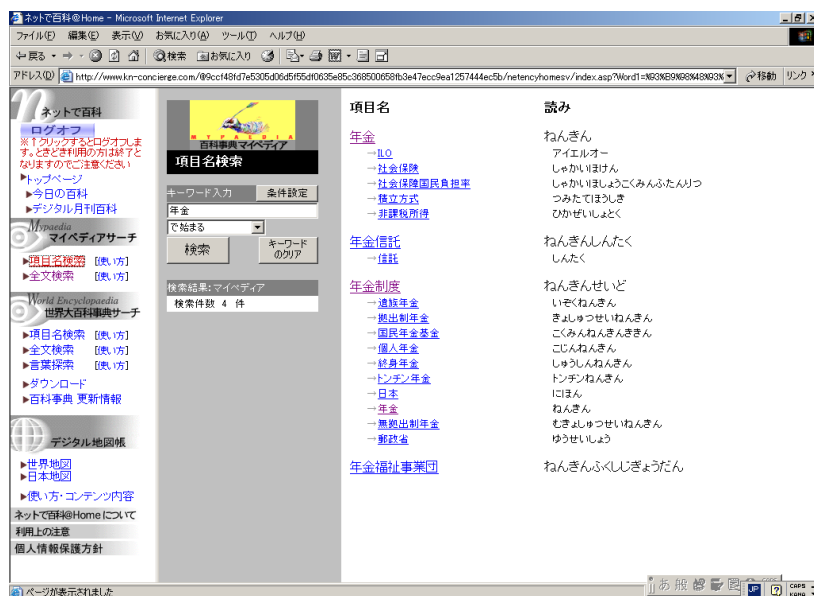 ネットで百科@Home - Microsoft Internet Explorer
ファイル(F) 編集(E) 表示(V) お気に入り(A) ツール(T) ヘルプ(H)
戻る 検索 お気に入り
アドレス(D) 移動 リンク
ネットで百科
ログオフ
※↑クリックするとログオフしま
す。ときどき利用の方は終了と
なりますのでご注意ください
トップページ
今日の百科
デジタル月刊百科
Mypaedia
マイペディアサーチ
項目名検索 [使い方]
全文検索 [使い方]
World Encyclopaedia
世界大百科事典サーチ
項目名検索 [使い方]
全文検索 [使い方]
言葉探索 [使い方]
ダウンロード
百科事典 更新情報
デジタル地図帳
世界地図
日本地図
使い方・コンテンツ内容
ネットで百科@Home について
利用上の注意
個人情報保護方針
MYPAEDIA
百科事典マイペディア
項目名検索
キーワード入力 条件設定
年金
で始まる
検索 キーワード
のクリア
検索結果:マイペディア
検索件数 4 件
項目名 読み
年金 ねんきん
→ILO アイエルオー
→社会保険 しゃかいほけん
→社会保障国民負担率 しゃかいほしょうこくみんふたんりつ
→積立方式 つみたてほうしき
→非課税所得 ひかぜいしょとく
年金信託 ねんきんしんたく
→信託 しんたく
年金制度 ねんきんせいど
→遺族年金 いぞくねんきん
→拠出制年金 きょしゅつせいねんきん
→国民年金基金 こくみんねんきんききん
→個人年金 こじんねんきん
→終身年金 しゅうしんねんきん
→トンチン年金 トンチンねんきん
→日本 にほん
→年金 ねんきん
→無拠出制年金 むきょしゅつせいねんきん
→郵政省 ゆうせいしょう
年金福祉事業団 ねんきんふくしじぎょうだん
ページが表示されました
あ 般
JP ? CAPS
KANA